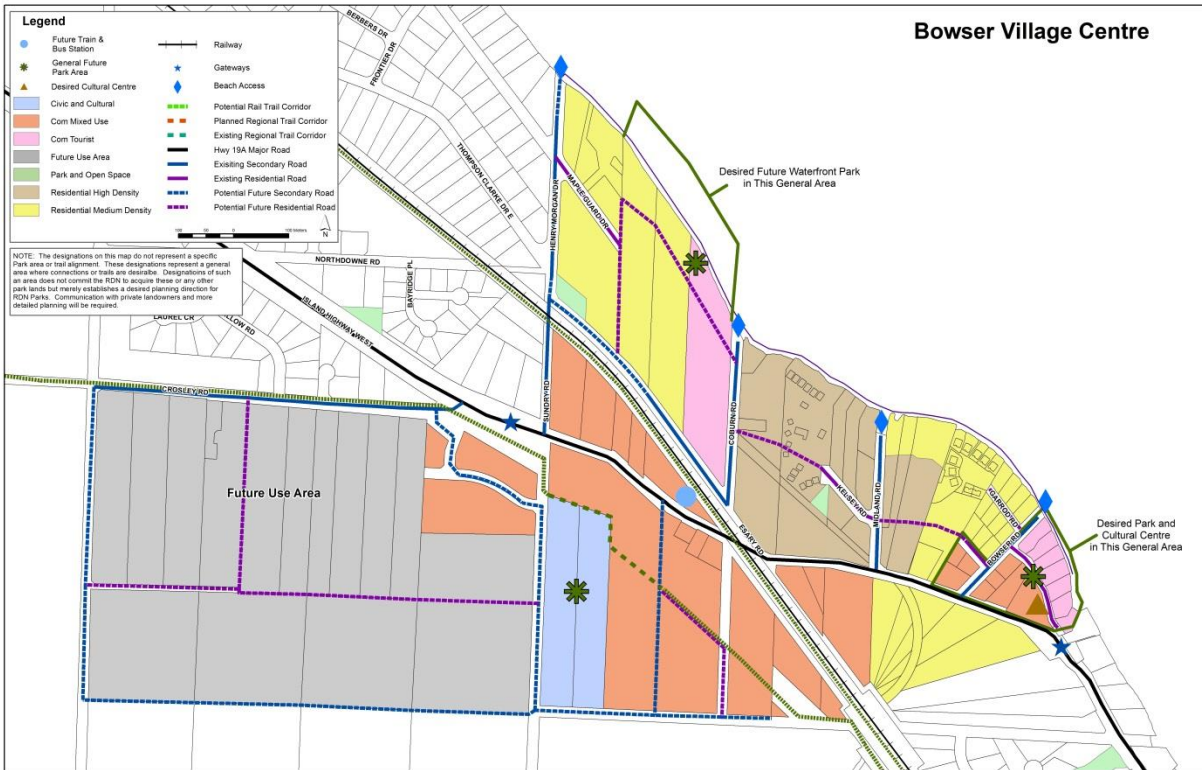 Bowser Village Centre
Legend
Future Train &
Bus Station
General Future
Park Area
Desired Cultural Centre
Civic and Cultural
Com Mixed Use
Com Tourist
Future Use Area
Park and Open Space
Residential High Density
Residential Medium Density
Railway
Gateways
Beach Access
Potential Rail Trail Corridor
Planned Regional Trail Corridor
Existing Regional Trail Corridor
Hwy 19A Major Road
Exisiting Secondary Road
Existing Residential Road
Potential Future Secondary Road
Potential Future Residential Road
N
NOTE: The designations on this map do not represent a specific
Park area or trail alignment. These designations represent a general
area where connections or trails are desiralbe. Designatioins of such
an area does not commit the RDN to acquire these or any other
park lands but merely establishes a desired planning direction for
RDN Parks. Communication with private landowners and more
detailed planning will be required.
BERBERS DR
FRONTIER DR
THOMPSON CLARKE DR E
HENRY MORGAN DR
MAPLE GUARD DR
Desired Future Waterfront Park
in This General Area
NORTHDOWNE RD
BAYRIDGE PL
ISLAND HIGHWAY WEST
LAUREL CR
CROSLEY RD
SUNDRY RD
COBURN RD
KELSEY RD
MIDLAND RD
GARROD RD
BOWSER RD
ESARY RD
Future Use Area
Desired Park and
Cultural Centre
in This General Area